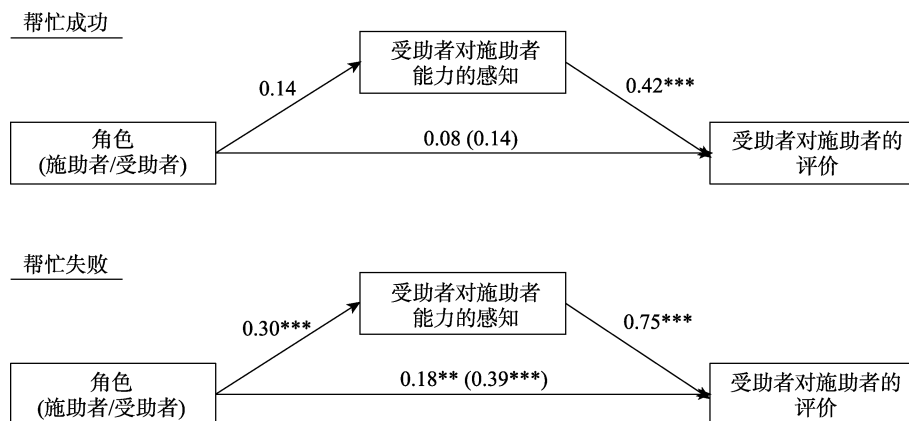 帮忙成功
受助者对施助者
能力的感知
0.14
0.42***
角色
(施助者/受助者)
0.08 (0.14)
受助者对施助者的
评价
帮忙失败
受助者对施助者
能力的感知
0.30***
0.75***
角色
(施助者/受助者)
0.18** (0.39***)
受助者对施助者的
评价